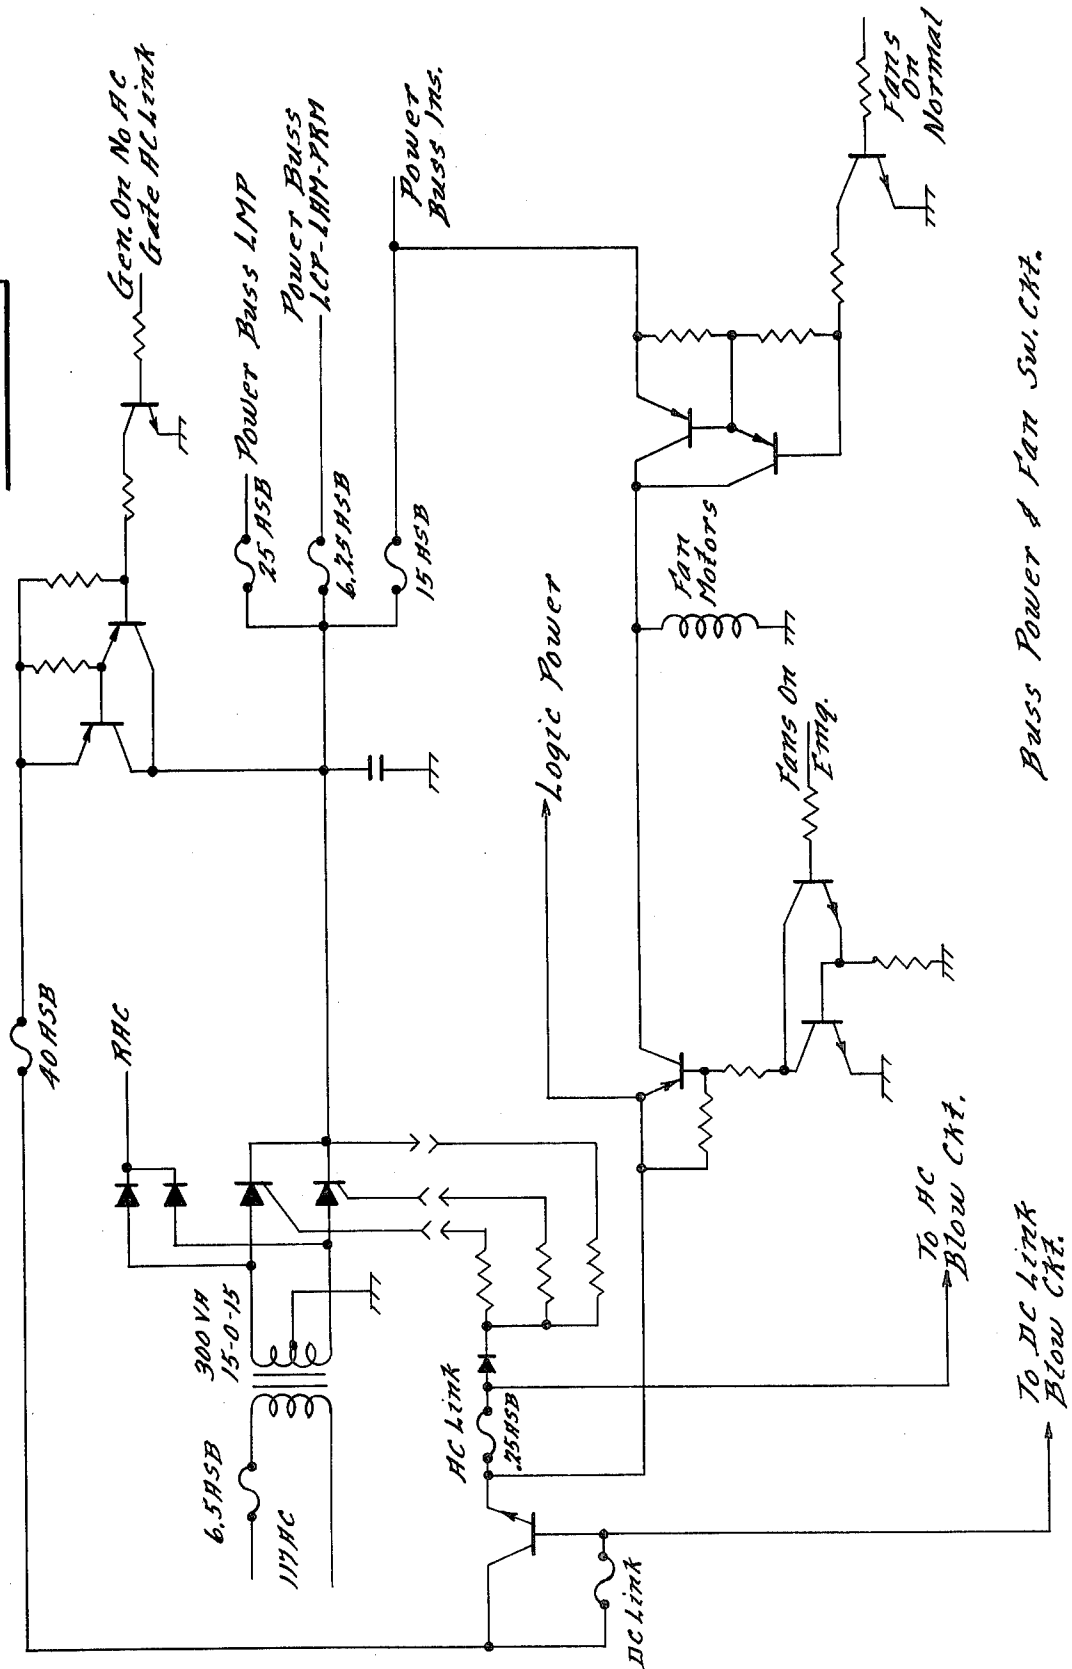 Gen. On No AC
Gate AC Link
25 ASB
Power Buss LMP
6.25 ASB
Power Buss
LCP-LAM-PRM
15 ASB
Power
Buss Ins.
40 ASB
RAC
300 VA
15-0-15
6.5 ASB
117 AC
AC Link
.25 ASB
DC Link
Logic Power
Fan
Motors
Fans On
Emg.
Fans
On
Normal
To AC
Blow Ckt.
To DC Link
Blow Ckt.
Buss Power & Fan Sw. Ckt.